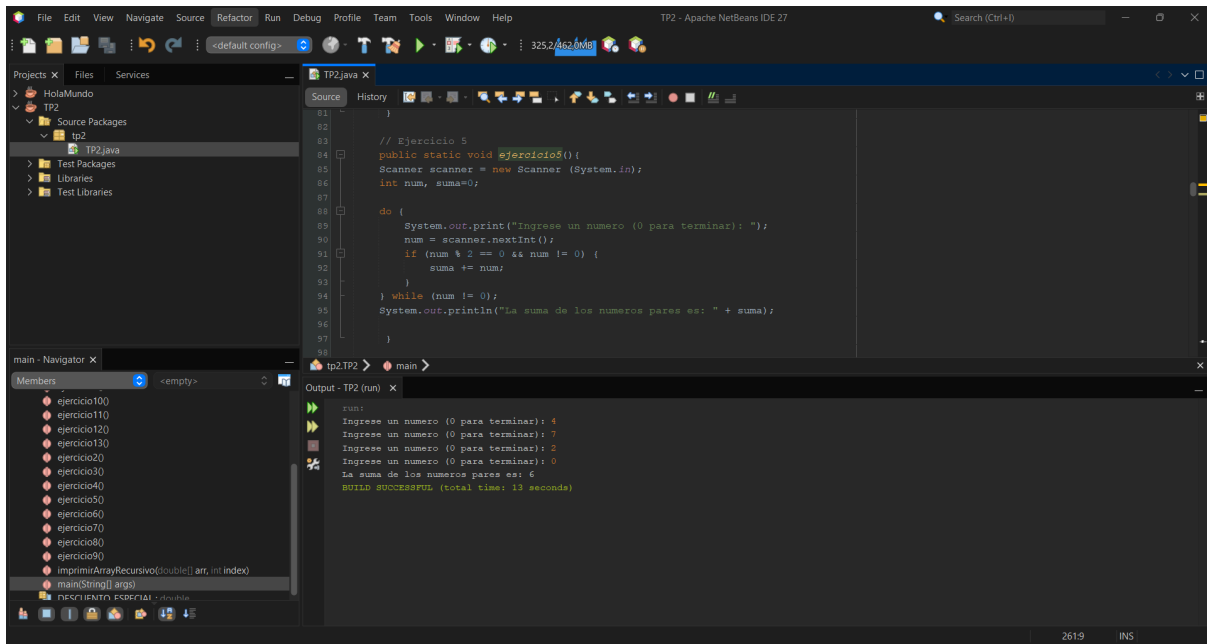 File Edit View Navigate Source Refactor Run Debug Profile Team Tools Window Help TP2 - Apache NetBeans IDE 27 Search (Ctrl+I)
<default config> 325,2/462,0MB
Projects Files Services
HolaMundo
TP2
Source Packages
tp2
TP2.java
Test Packages
Libraries
Test Libraries
TP2.java
Source History
81 }
82
83 // Ejercicio 5
84 public static void ejercicio5(){
85 Scanner scanner = new Scanner (System.in);
86 int num, suma=0;
87
88 do {
89 System.out.print("Ingrese un numero (0 para terminar): ");
90 num = scanner.nextInt();
91 if (num % 2 == 0 && num != 0) {
92 suma += num;
93 }
94 } while (num != 0);
95 System.out.println("La suma de los numeros pares es: " + suma);
96
97 }
98
tp2.TP2 main
main - Navigator
Members <empty>
ejercicio10()
ejercicio11()
ejercicio12()
ejercicio13()
ejercicio2()
ejercicio3()
ejercicio4()
ejercicio5()
ejercicio6()
ejercicio7()
ejercicio8()
ejercicio9()
imprimirArrayRecursivo(double[] arr, int index)
main(String[] args)
DESCUENTO_ESPECIAL : double
Output - TP2 (run)
run:
Ingrese un numero (0 para terminar): 4
Ingrese un numero (0 para terminar): 7
Ingrese un numero (0 para terminar): 2
Ingrese un numero (0 para terminar): 0
La suma de los numeros pares es: 6
BUILD SUCCESSFUL (total time: 13 seconds)
261:9 INS